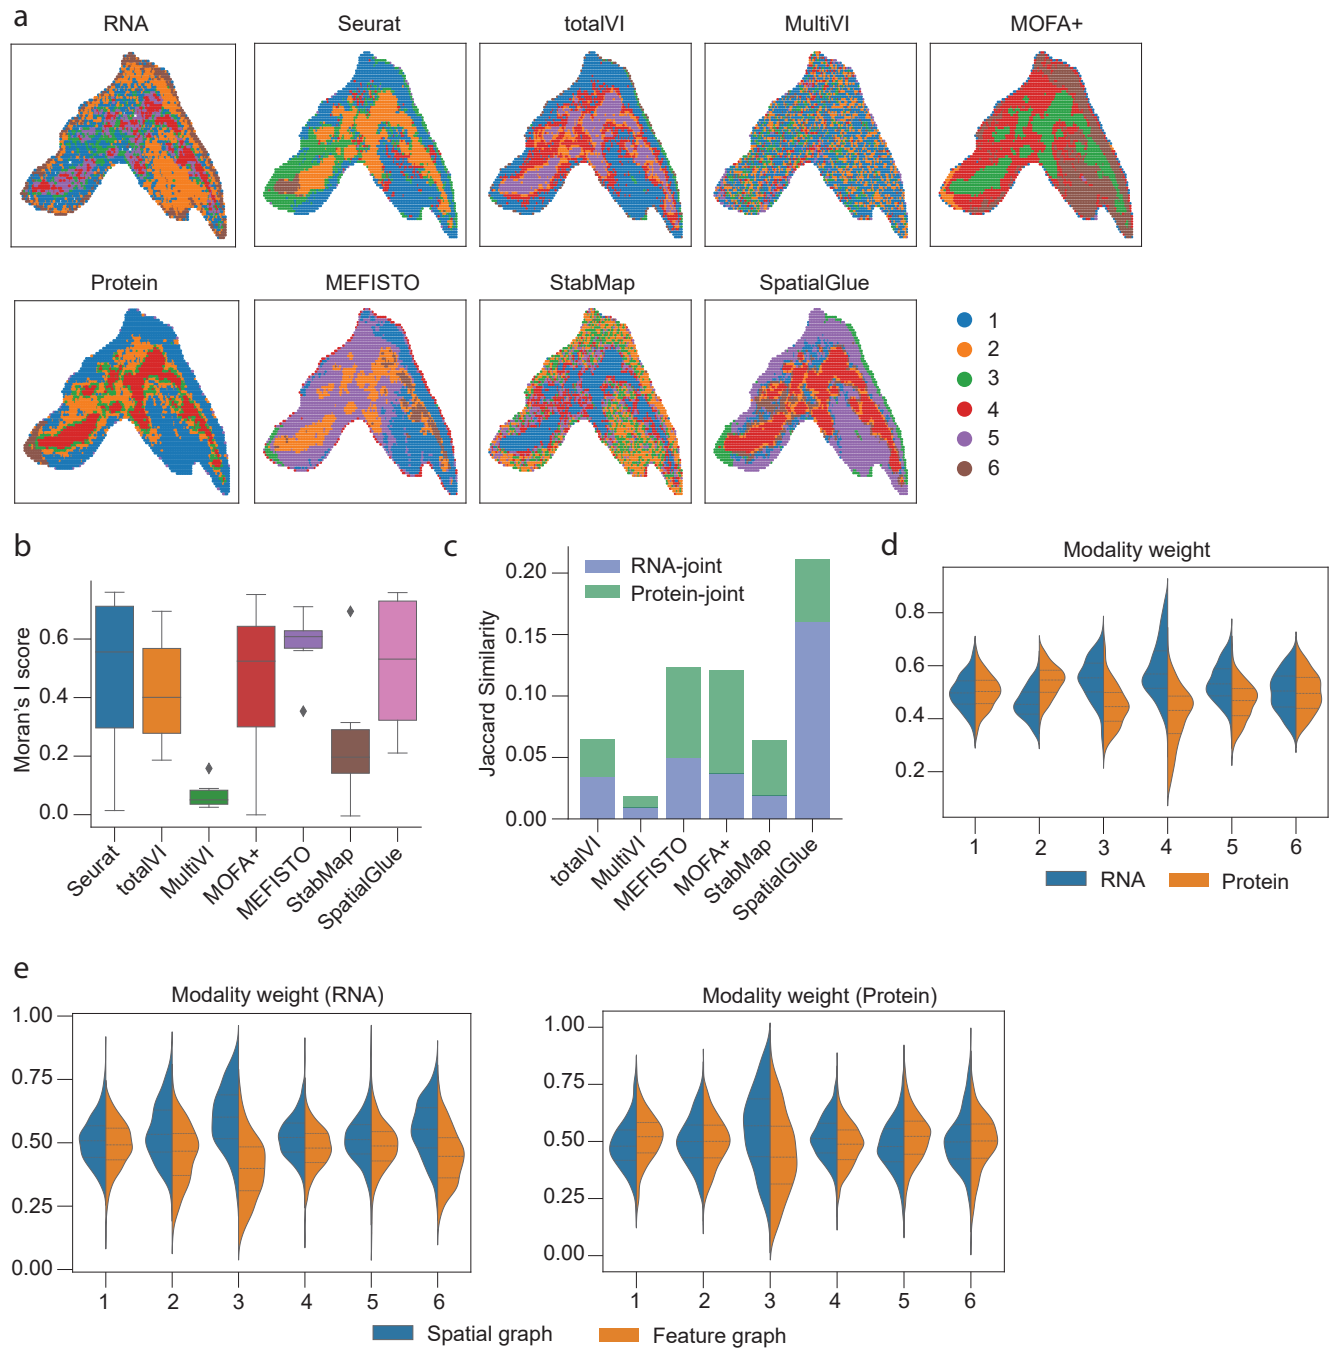 a
RNA
Seurat
totalVI
MultiVI
MOFA+
Protein
MEFISTO
StabMap
SpatialGlue
1
2
3
4
5
6
b
Moran's I score
0.6
0.4
0.2
0.0
Seurat
totalVI
MultiVI
MOFA+
MEFISTO
StabMap
SpatialGlue
c
Jaccard Similarity
0.20
0.15
0.10
0.05
0.00
RNA-joint
Protein-joint
totalVI
MultiVI
MEFISTO
MOFA+
StabMap
SpatialGlue
d
Modality weight
0.8
0.6
0.4
0.2
1 2 3 4 5 6
RNA Protein
e
Modality weight (RNA)
1.00
0.75
0.50
0.25
0.00
1 2 3 4 5 6
Modality weight (Protein)
1.00
0.75
0.50
0.25
0.00
1 2 3 4 5 6
Spatial graph Feature graph